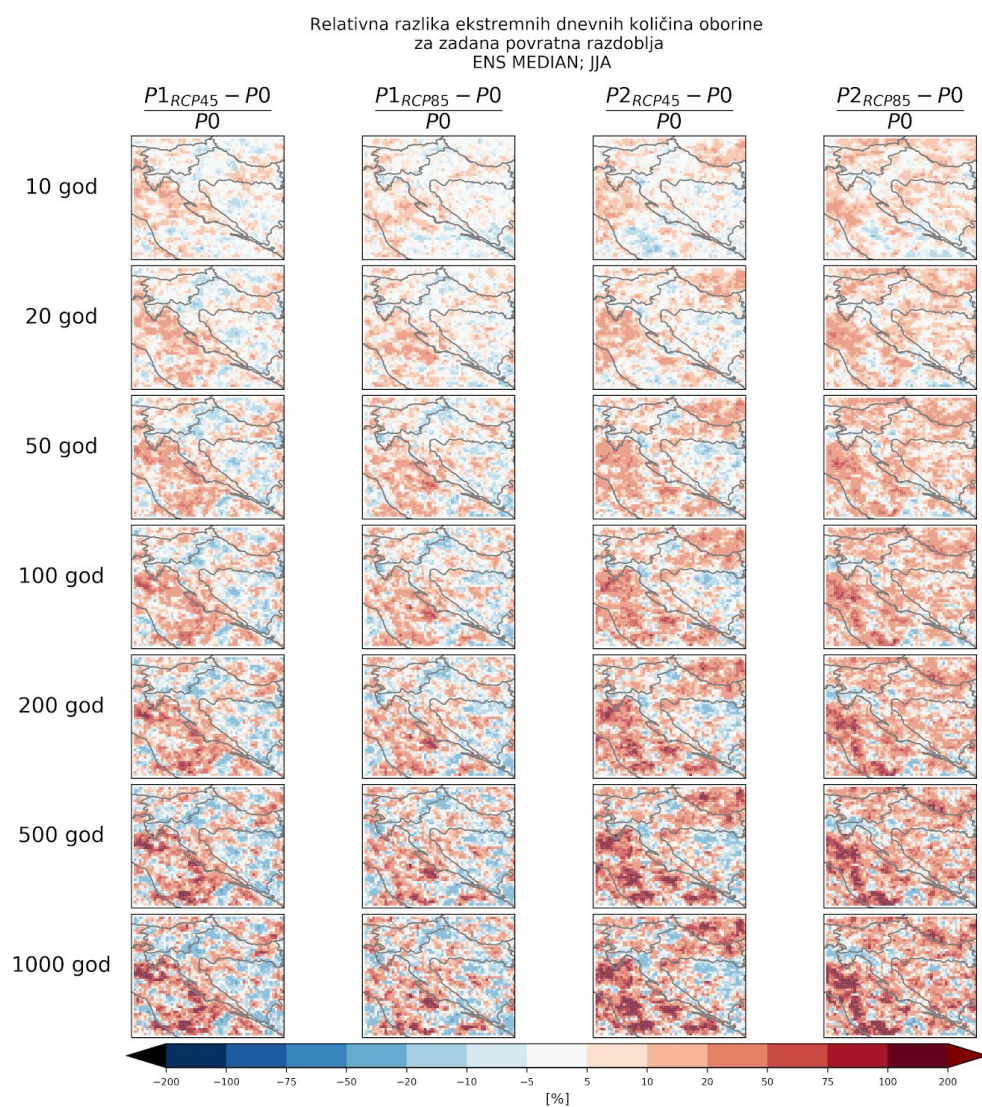 Relativna razlika ekstremnih dnevnih količina oborine
za zadana povratna razdoblja
ENS MEDIAN; JJA
P1RCP45 − P0 P1RCP85 − P0 P2RCP45 − P0 P2RCP85 − P0
P0 P0 P0 P0
10 god
20 god
50 god
100 god
200 god
500 god
1000 god
−200 −100 −75 −50 −20 −10 −5 5 10 20 50 75 100 200
[%]